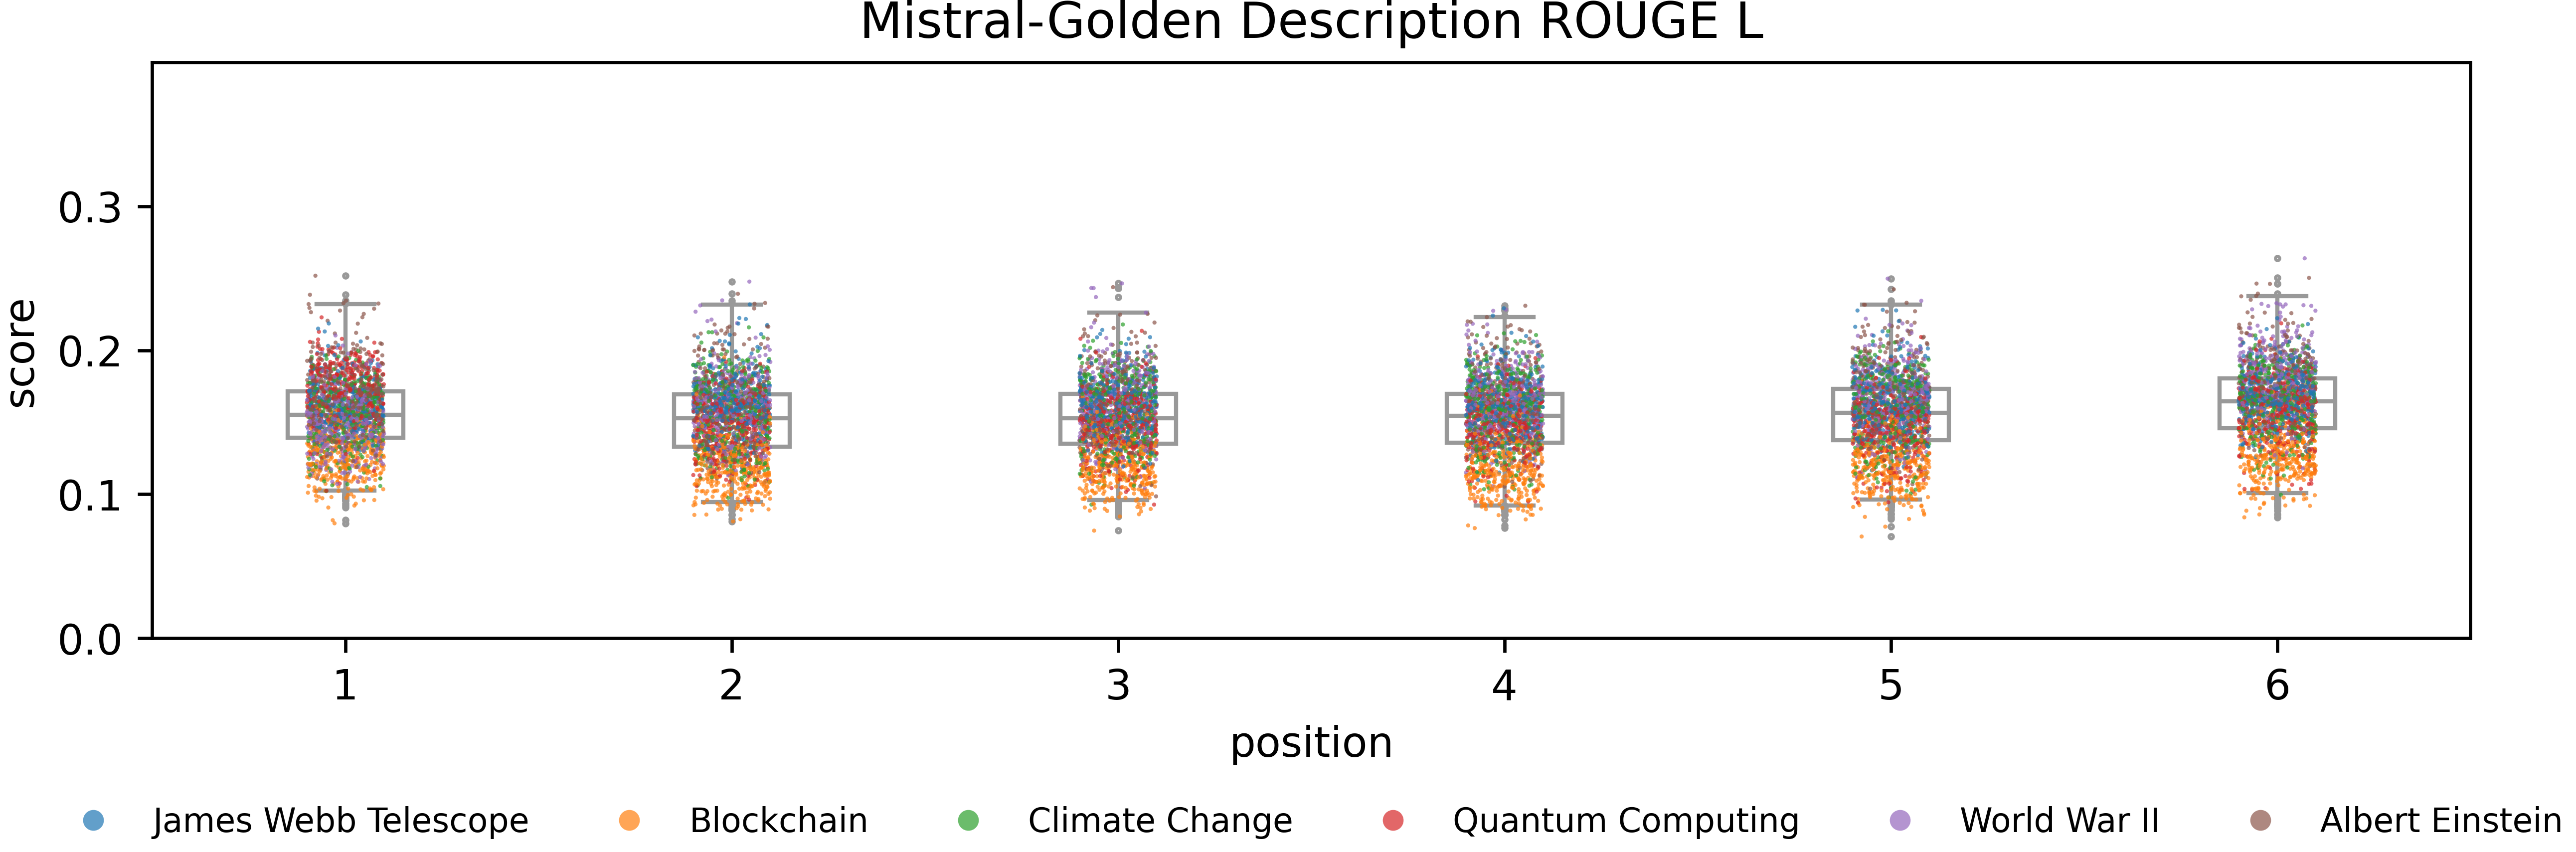 Mistral-Golden Description ROUGE L
score
0.3
0.2
0.1
0.0
1 2 3 4 5 6
position
James Webb Telescope Blockchain Climate Change Quantum Computing World War II Albert Einstein